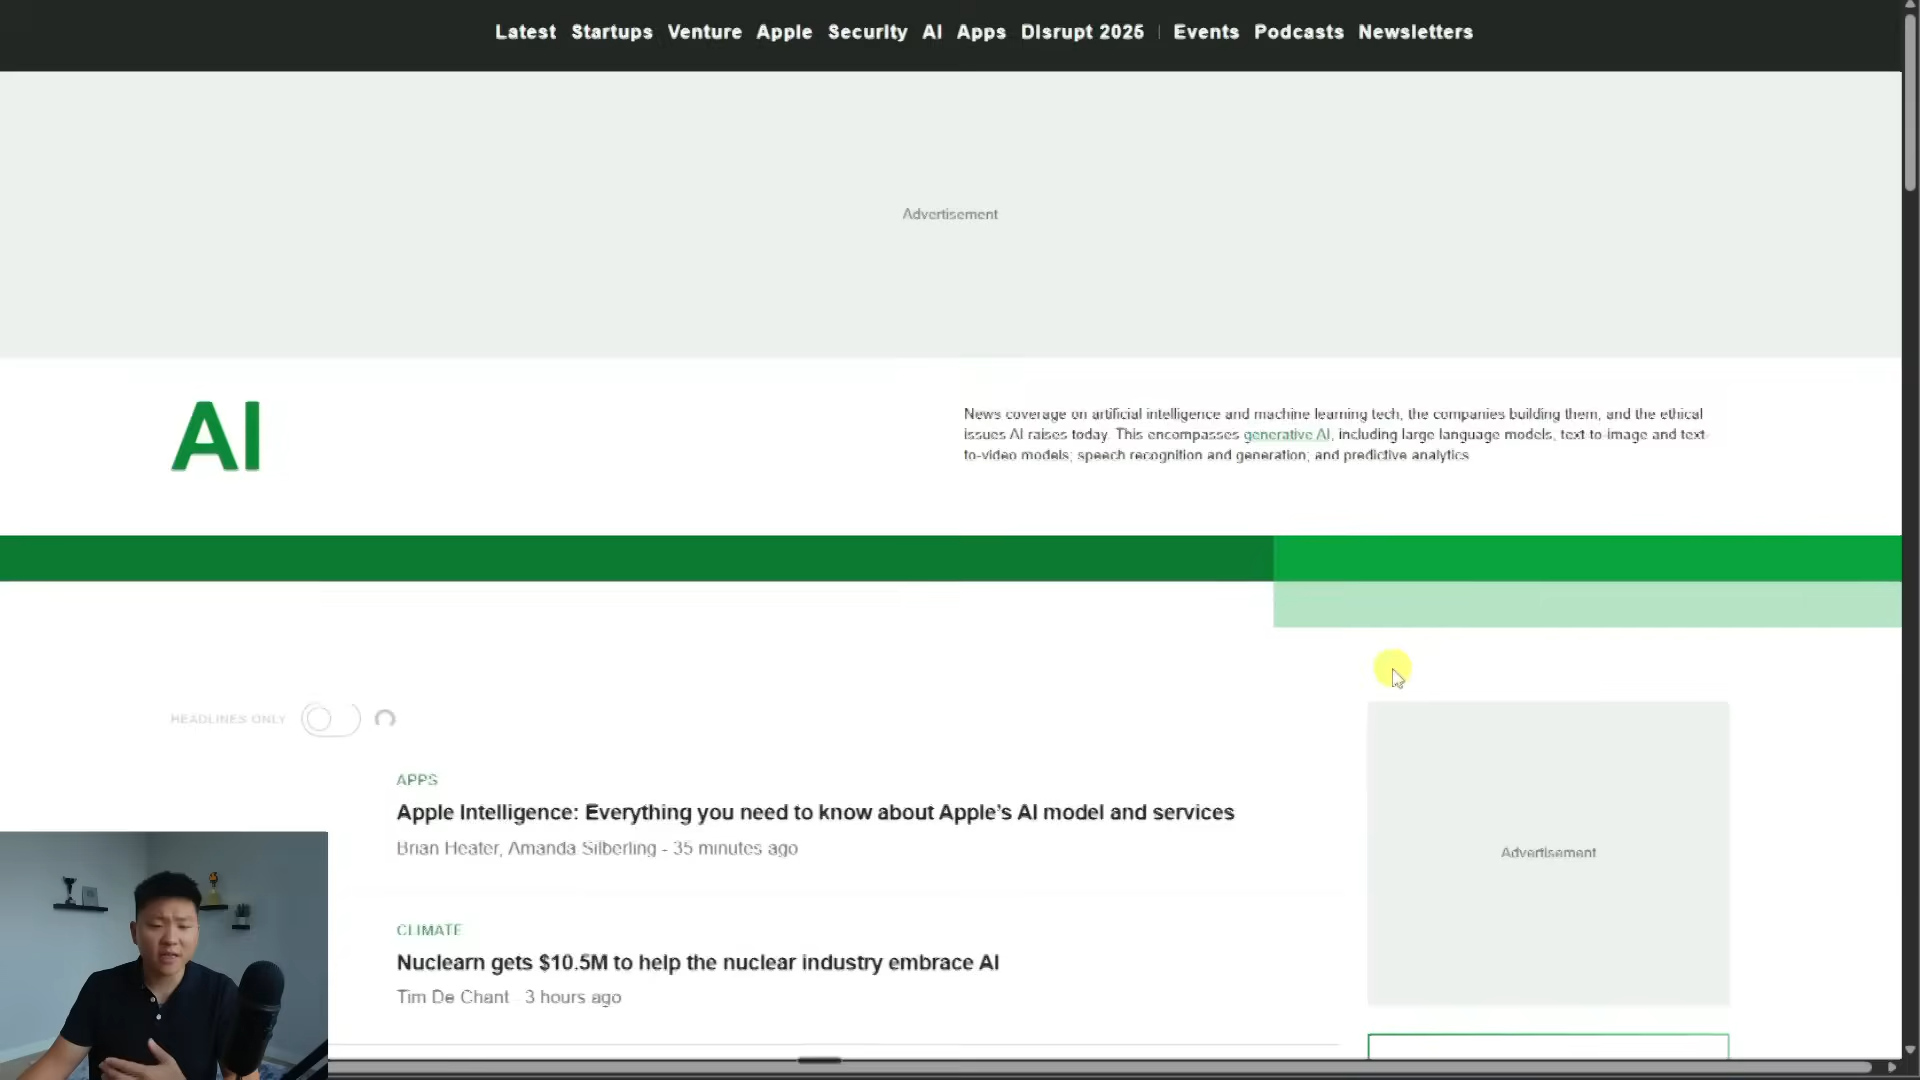 Latest Startups Venture Apple Security AI Apps Disrupt 2025 | Events Podcasts Newsletters
Advertisement
AI
News coverage on artificial intelligence and machine learning tech, the companies building them, and the ethical
issues AI raises today. This encompasses generative AI, including large language models, text-to-image and text-
to-video models; speech recognition and generation; and predictive analytics
HEADLINES ONLY
APPS
Apple Intelligence: Everything you need to know about Apple’s AI model and services
Brian Heater, Amanda Silberling - 35 minutes ago
Advertisement
CLIMATE
Nuclearn gets $10.5M to help the nuclear industry embrace AI
Tim De Chant - 3 hours ago